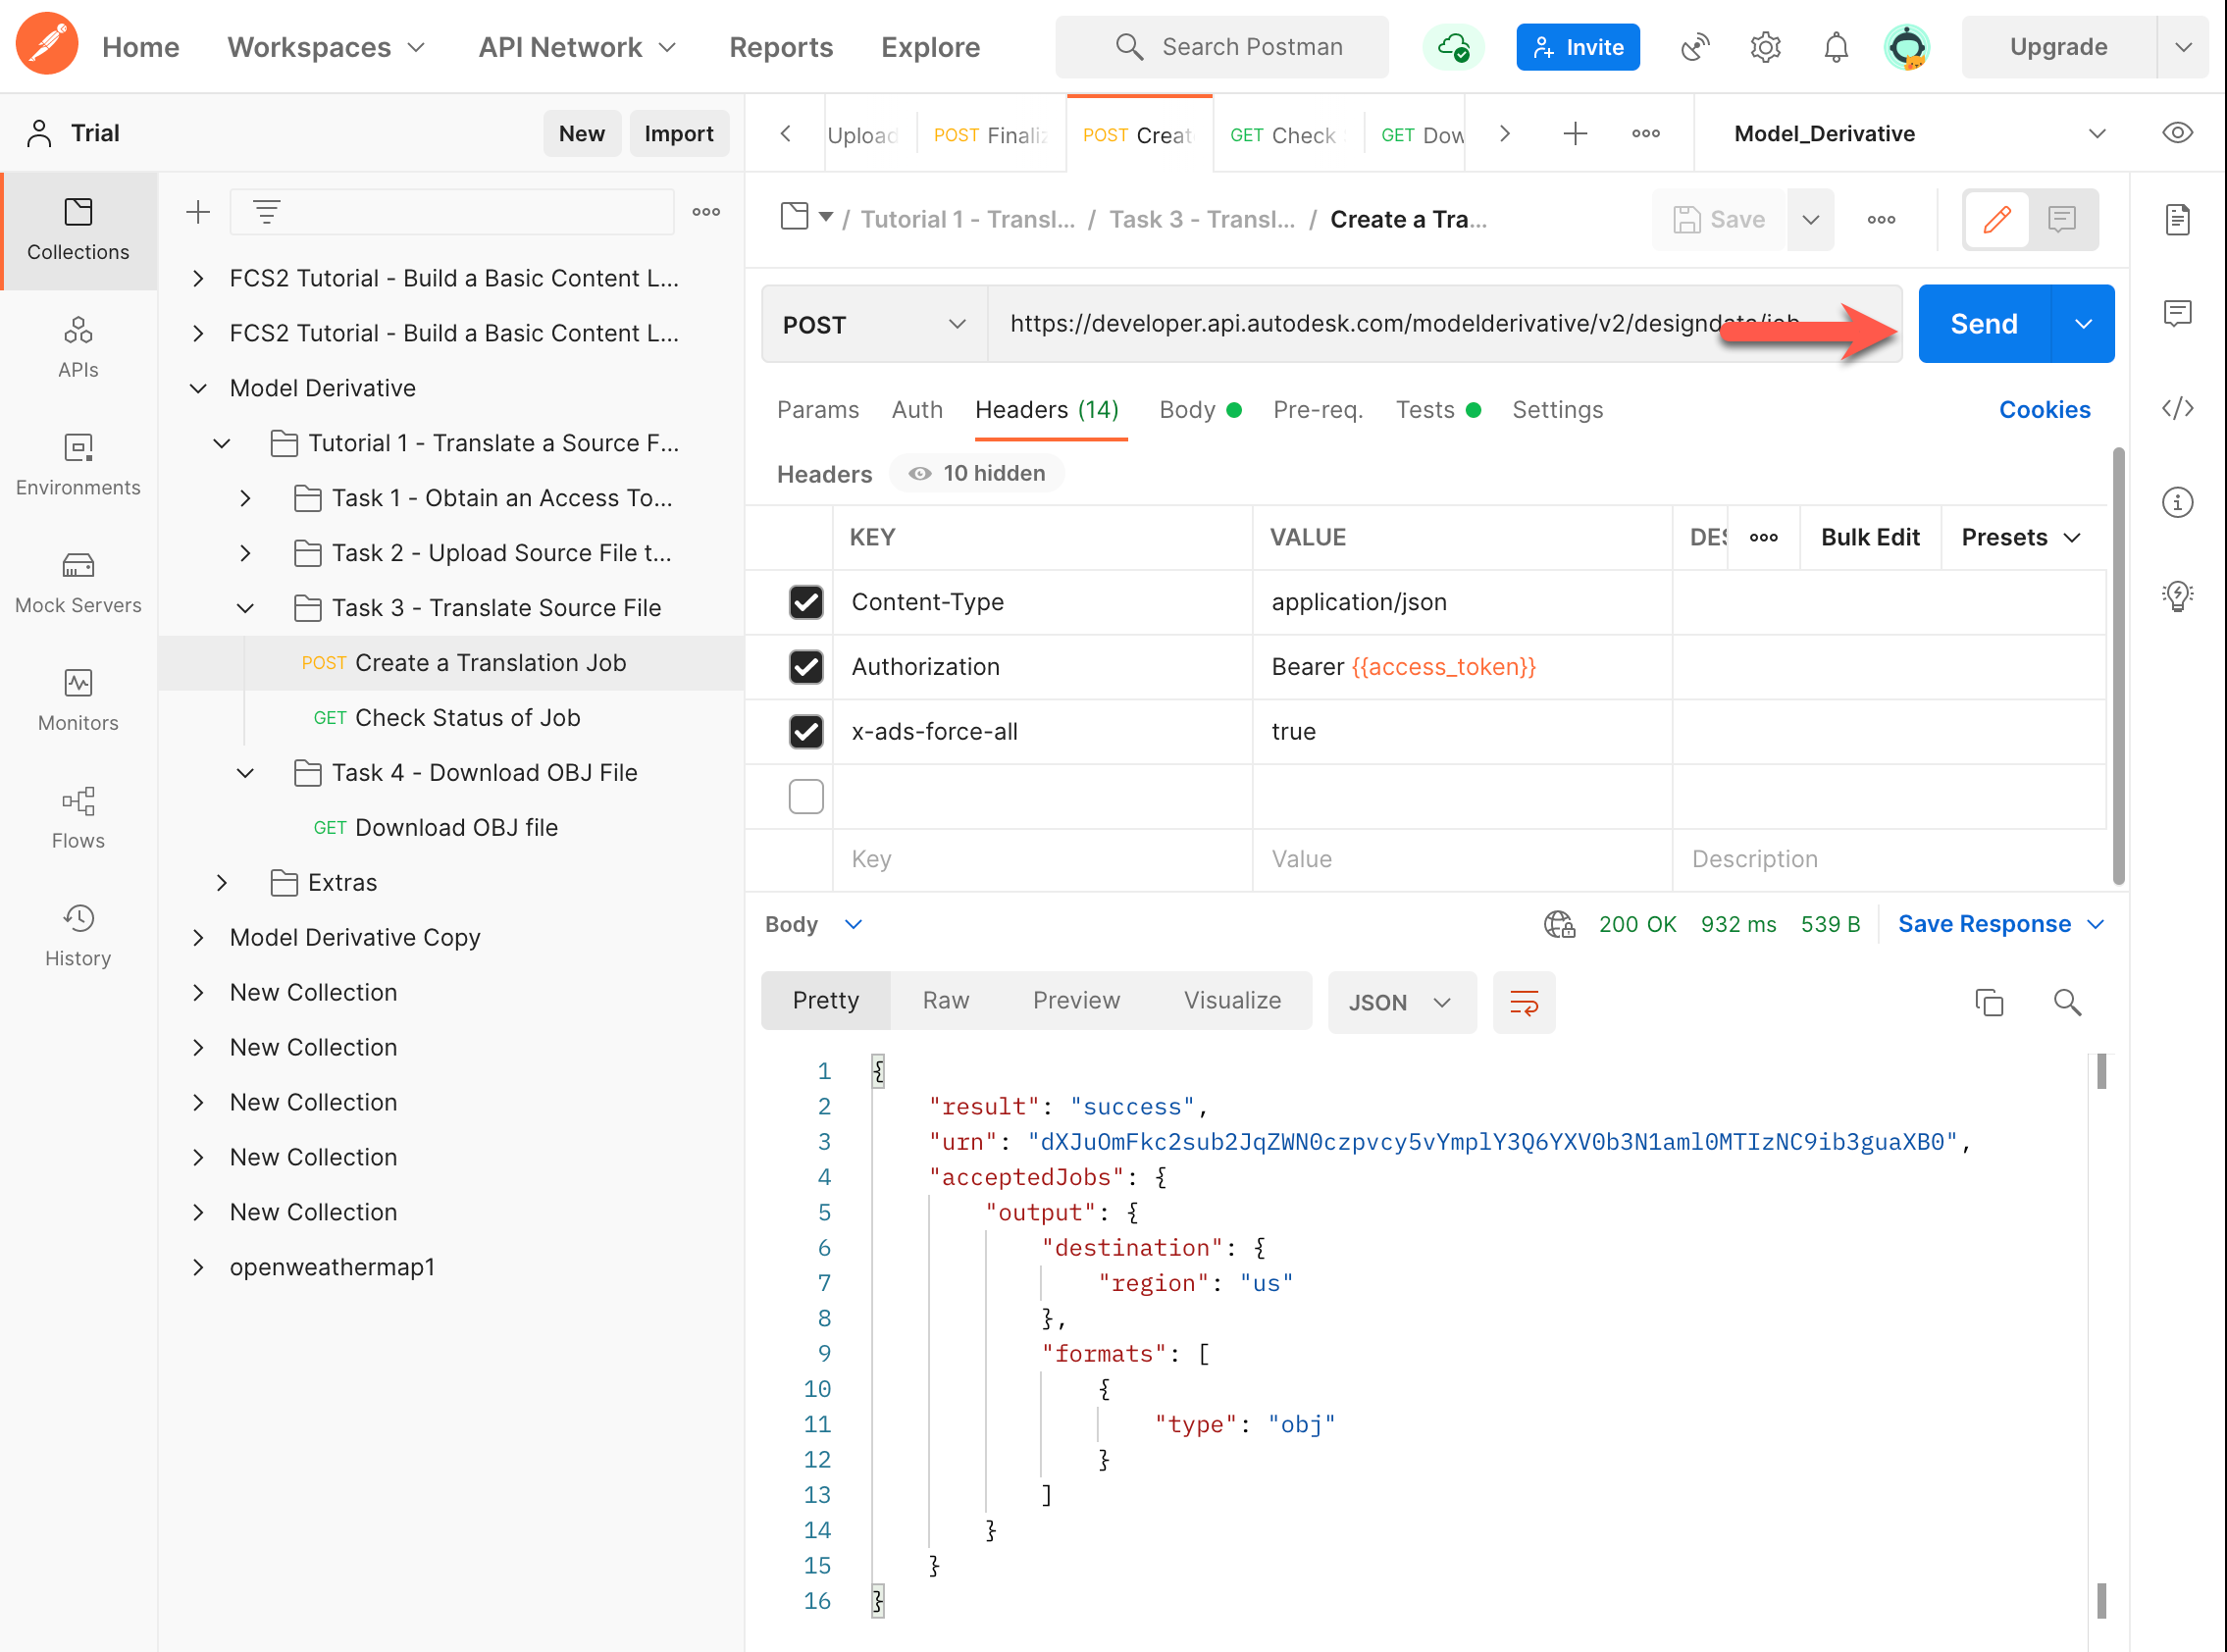 Home
Workspaces
API Network
Reports
Explore
Search Postman
Invite
Upgrade
Trial
New
Import
Upload
POST Finaliz
POST Creat
GET Check
GET Dow
Model_Derivative
Collections
APIs
Environments
Mock Servers
Monitors
Flows
History
FCS2 Tutorial - Build a Basic Content L...
FCS2 Tutorial - Build a Basic Content L...
Model Derivative
Tutorial 1 - Translate a Source F...
Task 1 - Obtain an Access To...
Task 2 - Upload Source File t...
Task 3 - Translate Source File
POST Create a Translation Job
GET Check Status of Job
Task 4 - Download OBJ File
GET Download OBJ file
Extras
Model Derivative Copy
New Collection
New Collection
New Collection
New Collection
New Collection
openweathermap1
/ Tutorial 1 - Transl... / Task 3 - Transl... / Create a Tra...
Save
POST
https://developer.api.autodesk.com/modelderivative/v2/designdata/job
Send
Params
Auth
Headers (14)
Body
Pre-req.
Tests
Settings
Cookies
Headers
10 hidden
KEY
VALUE
DES
Bulk Edit
Presets
Content-Type
application/json
Authorization
Bearer {{access_token}}
x-ads-force-all
true
Key
Value
Description
Body
200 OK
932 ms
539 B
Save Response
Pretty
Raw
Preview
Visualize
JSON
1 {
2 "result": "success",
3 "urn": "dXJuOmFkc2sub2JqZWN0czpvcy5vYmplY3Q6YXV0b3N1aml0MTIzNC9ib3guaXB0",
4 "acceptedJobs": {
5 "output": {
6 "destination": {
7 "region": "us"
8 },
9 "formats": [
10 {
11 "type": "obj"
12 }
13 ]
14 }
15 }
16 }